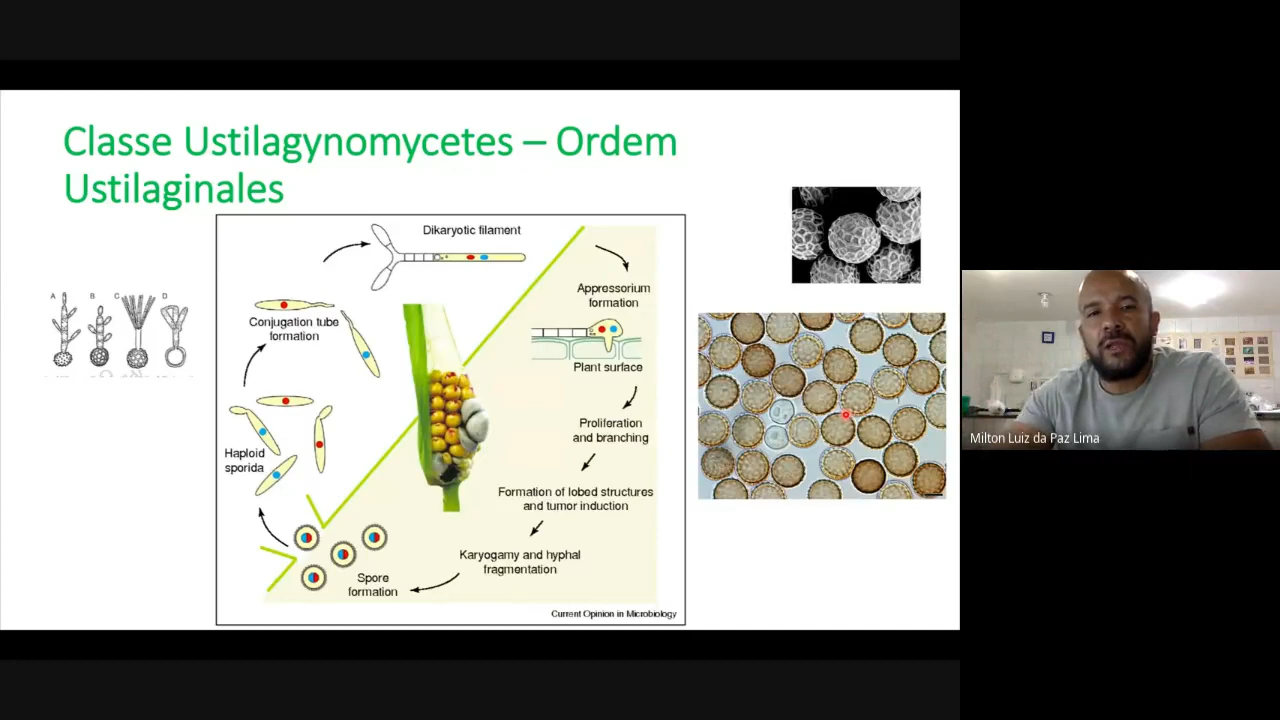 Classe Ustilagynomycetes – Ordem
Ustilaginales
Dikaryotic filament
Appressorium
formation
Conjugation tube
formation
Plant surface
Proliferation
and branching
Haploid
sporida
Formation of lobed structures
and tumor induction
Karyogamy and hyphal
fragmentation
Spore
formation
Current Opinion in Microbiology
A B C D
Milton Luiz da Paz Lima